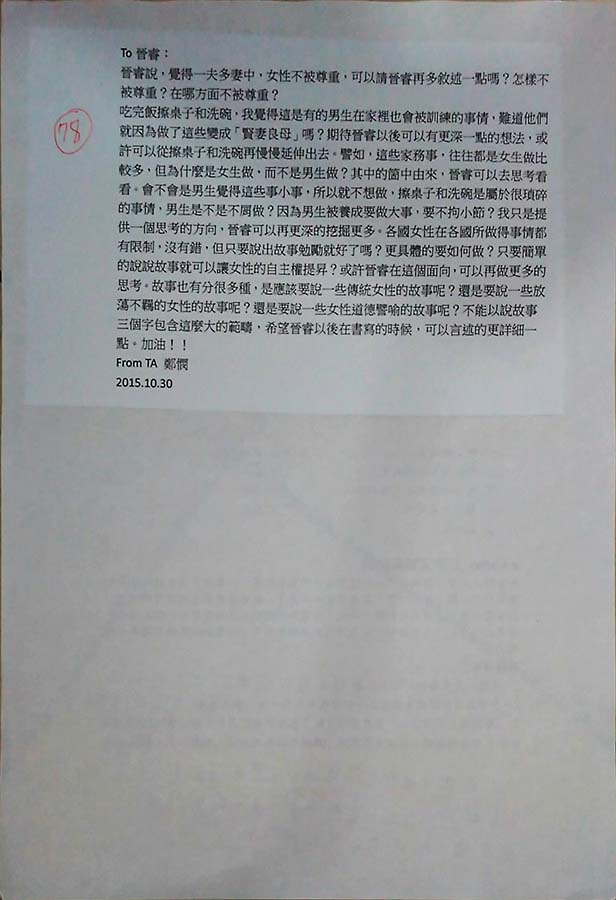 To 晉睿：
晉睿說，覺得一夫多妻中，女性不被尊重，可以請晉睿再多敘述一點嗎？怎樣不
被尊重？在哪方面不被尊重？
吃完飯擦桌子和洗碗，我覺得這是有的男生在家裡也會被訓練的事情，難道他們
就因為做了這些變成「賢妻良母」嗎？期待晉睿以後可以有更深一點的想法，或
許可以從擦桌子和洗碗再慢慢延伸出去。譬如，這些家務事，往往都是女生做比
較多，但為什麼是女生做，而不是男生做？其中的箇中由來，晉睿可以去思考看
看。會不會是男生覺得這些事小事，所以就不想做，擦桌子和洗碗是屬於很瑣碎
的事情，男生是不是不屑做？因為男生被養成要做大事，要不拘小節？我只是提
供一個思考的方向，晉睿可以再更深的挖掘更多。各國女性在各國所做得事情都
有限制，沒有錯，但只要說出故事勉勵就好了嗎？更具體的要如何做？只要簡單
的說說故事就可以讓女性的自主權提昇？或許晉睿在這個面向，可以再做更多的
思考。故事也有分很多種，是應該要說一些傳統女性的故事呢？還是要說一些放
蕩不羈的女性的故事呢？還是要說一些女性道德譬喻的故事呢？不能以說故事
三個字包含這麼大的範疇，希望晉睿以後在書寫的時候，可以言述的更詳細一
點。加油！！
From TA 鄭憫
2015.10.30
78